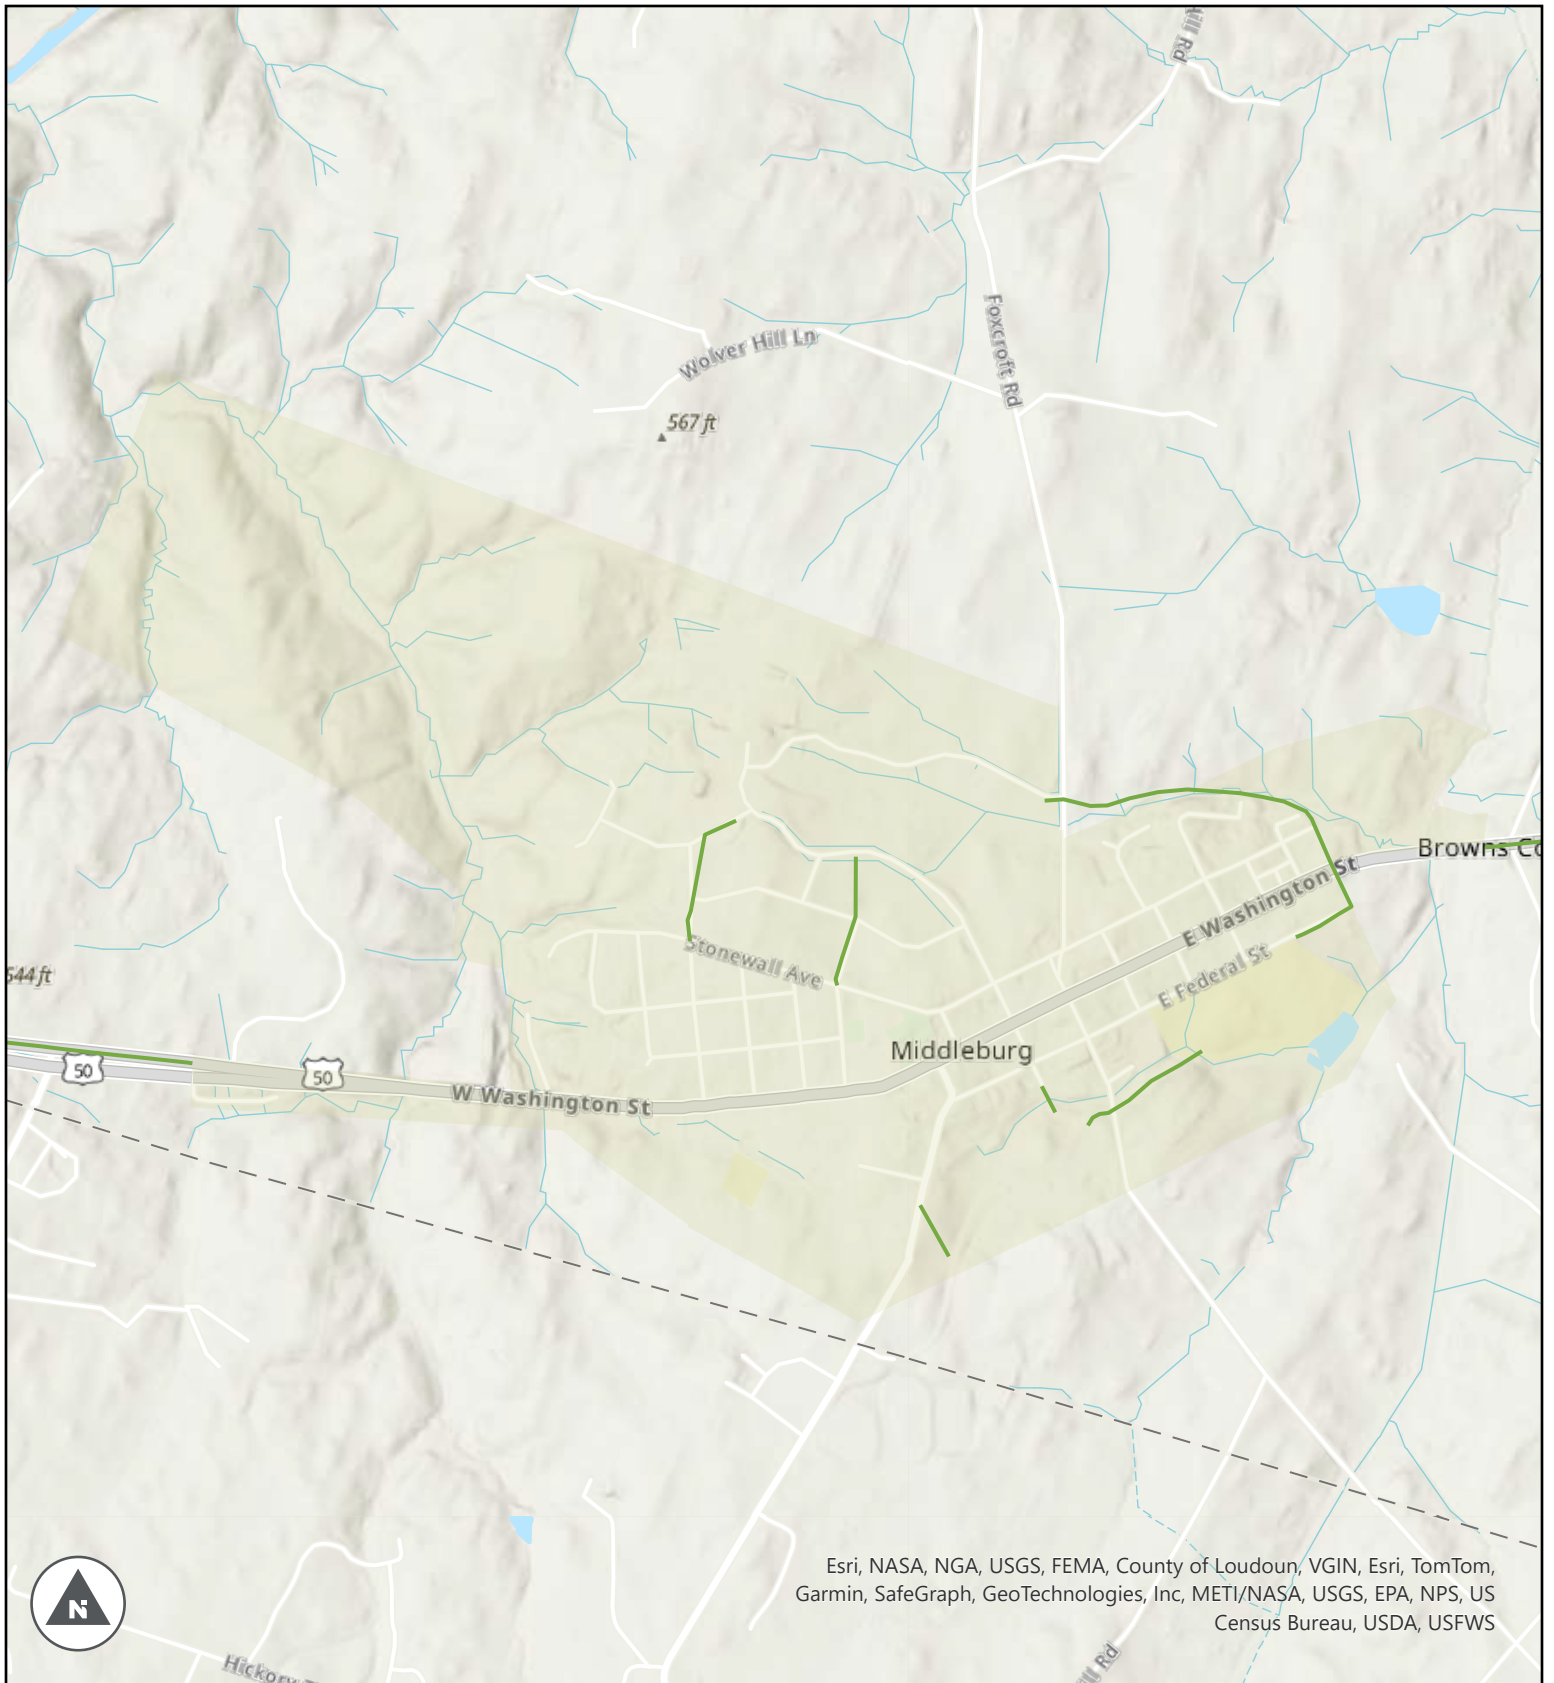 Hill Rd
Foxcroft Rd
Wolver Hill Ln
567 ft
Browns Co
E Washington St
Stonewall Ave
E Federal St
544 ft
Middleburg
50
50
W Washington St
Esri, NASA, NGA, USGS, FEMA, County of Loudoun, VGIN, Esri, TomTom,
Garmin, SafeGraph, GeoTechnologies, Inc, METI/NASA, USGS, EPA, NPS, US
Census Bureau, USDA, USFWS
N
Hickory
ill Rd